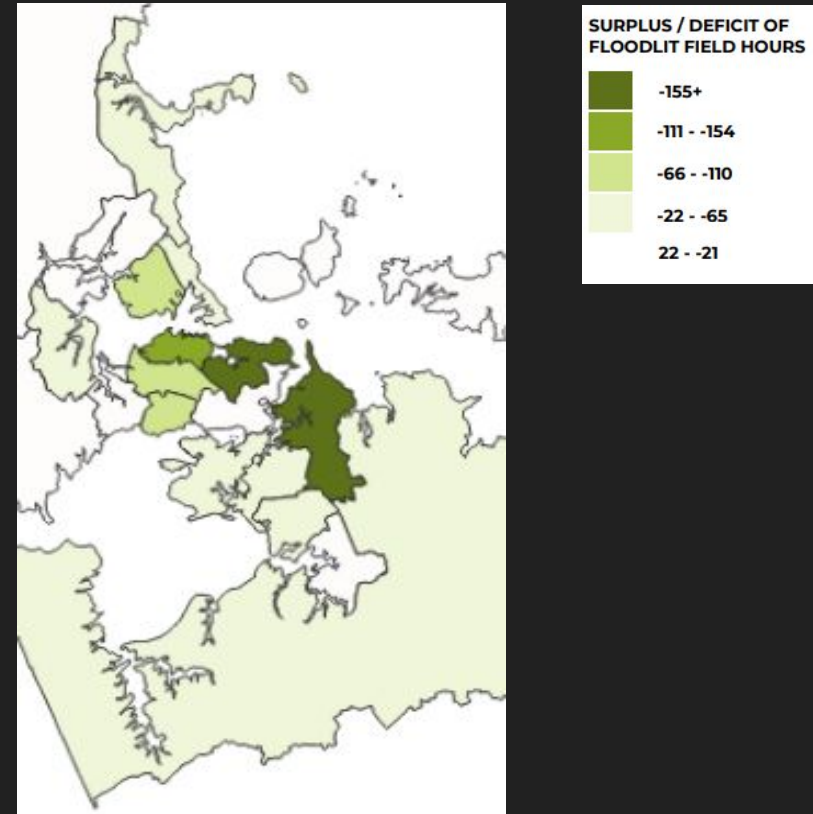 SURPLUS / DEFICIT OF
FLOODLIT FIELD HOURS
-155+
-111 - -154
-66 - -110
-22 - -65
22 - -21